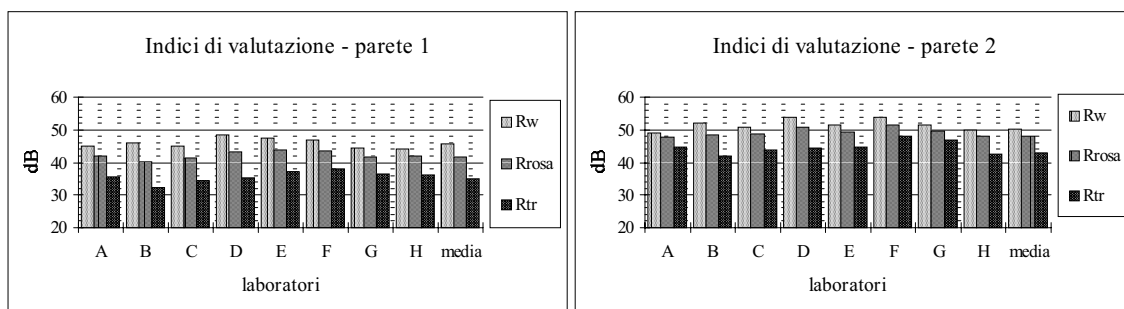 Indici di valutazione - parete 1
60
50
40
30
20
dB
A B C D E F G H media
laboratori
Rw
Rrosa
Rtr
Indici di valutazione - parete 2
60
50
40
30
20
dB
A B C D E F G H media
laboratori
Rw
Rrosa
Rtr